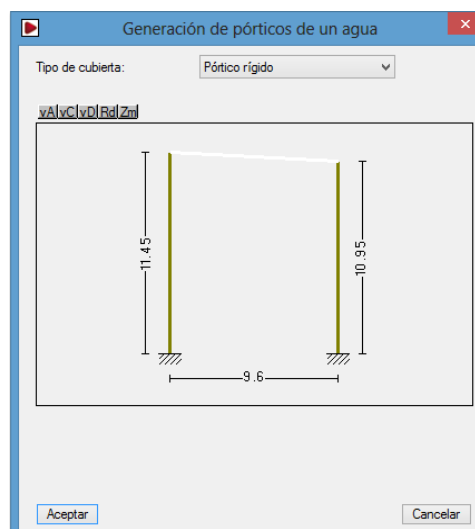 Generación de pórticos de un agua
Tipo de cubierta: Pórtico rígido
vA vC vD Rd Zm
11.45
10.95
9.6
Aceptar Cancelar